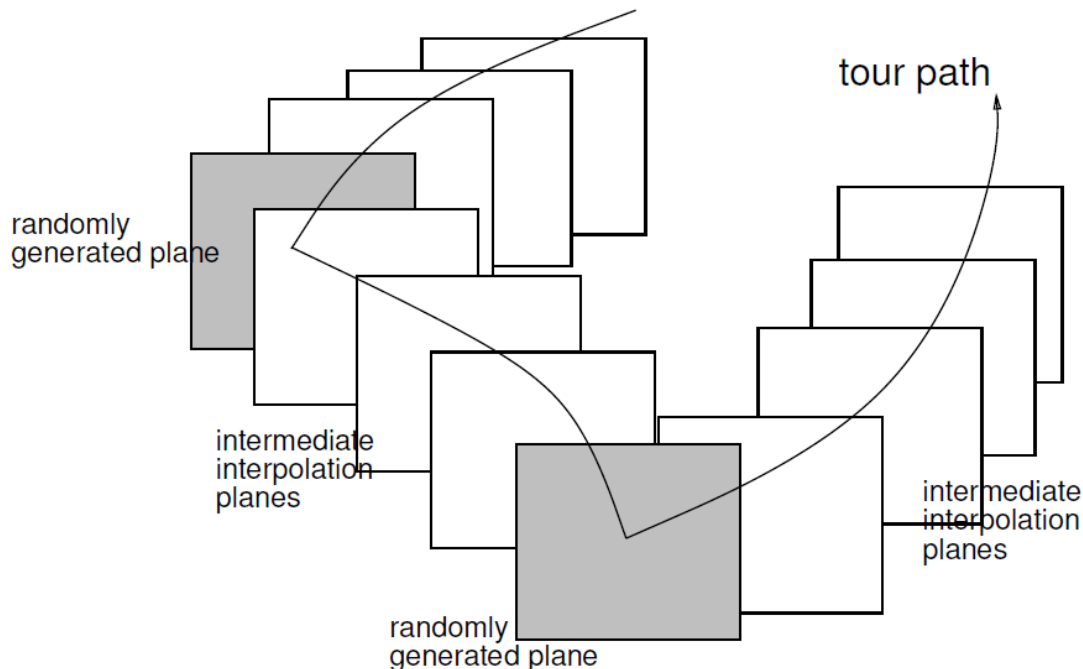 tour path
randomly
generated plane
intermediate
interpolation
planes
intermediate
interpolation
planes
randomly
generated plane